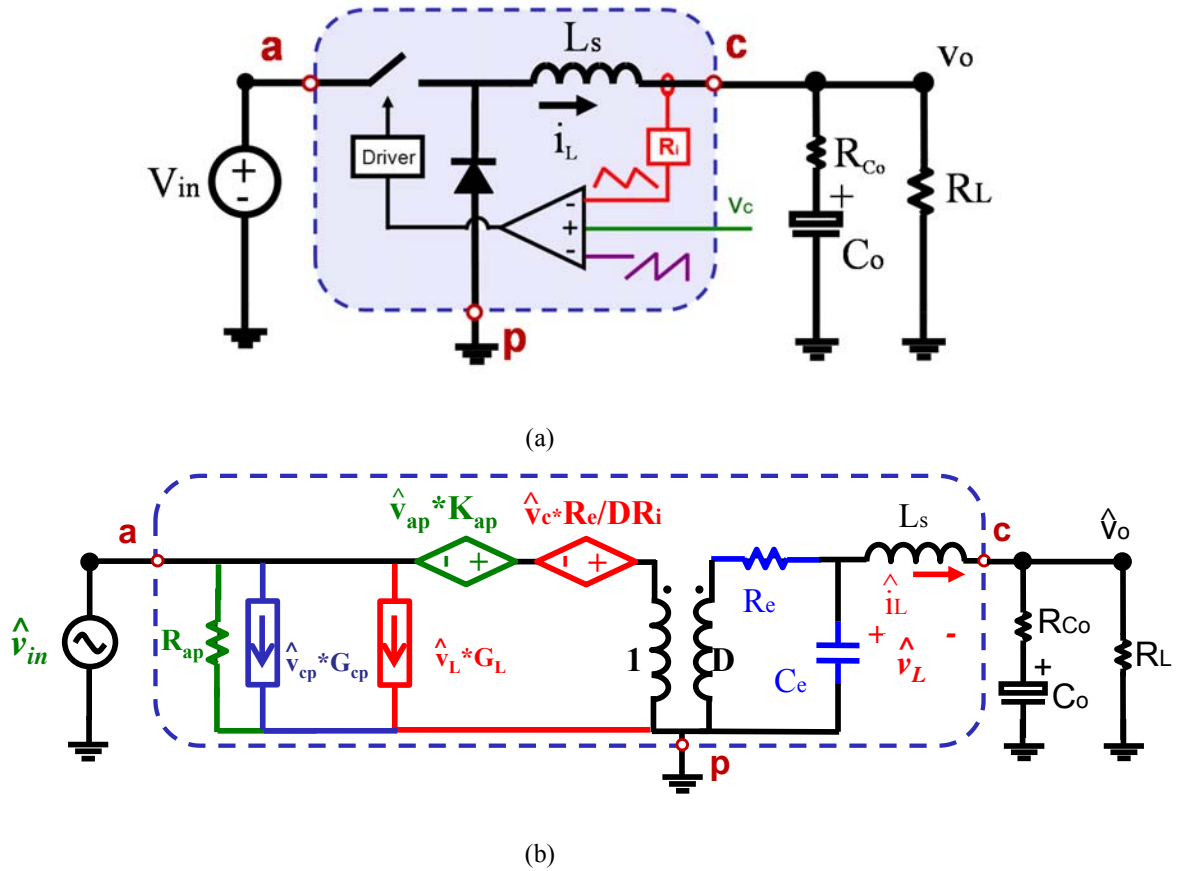 a
Ls
c
vo
iL
Driver
Ri
Vin
+
-
vc
-
+
-
RCo
+
Co
RL
p
(a)
v̂ap*Kap
v̂c*Re/DRi
a
Ls
c
v̂o
v̂in
Rap
v̂cp*Gcp
v̂L*GL
- +
- +
1
D
Re
Ce
îL
+ -
v̂L
RCo
+
Co
RL
p
(b)